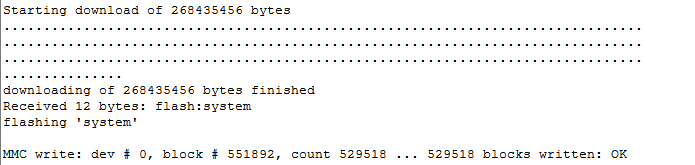 Starting download of 268435456 bytes
................................................................................
................................................................................
................................................................................
...............
downloading of 268435456 bytes finished
Received 12 bytes: flash:system
flashing 'system'
MMC write: dev # 0, block # 551892, count 529518 ... 529518 blocks written: OK